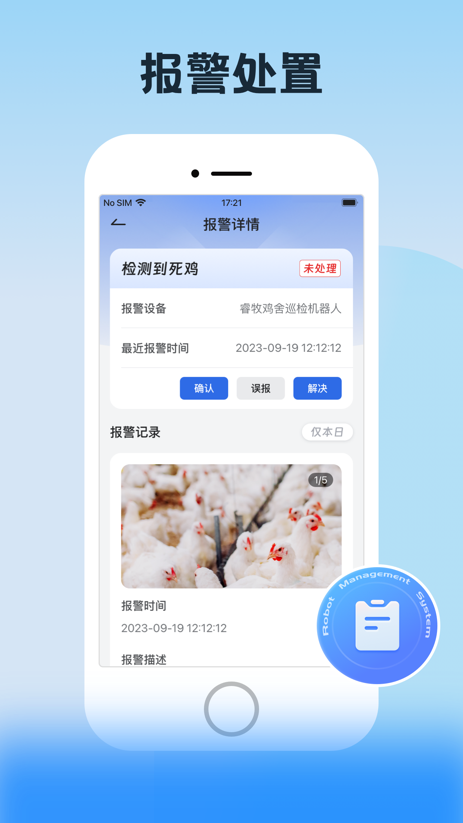 报警处置
No SIM 17:21
报警详情
检测到死鸡 未处理
报警设备 睿牧鸡舍巡检机器人
最近报警时间 2023-09-19 12:12:12
确认 误报 解决
报警记录 仅本日
1/5
报警时间
2023-09-19 12:12:12
报警描述
Robot Management System